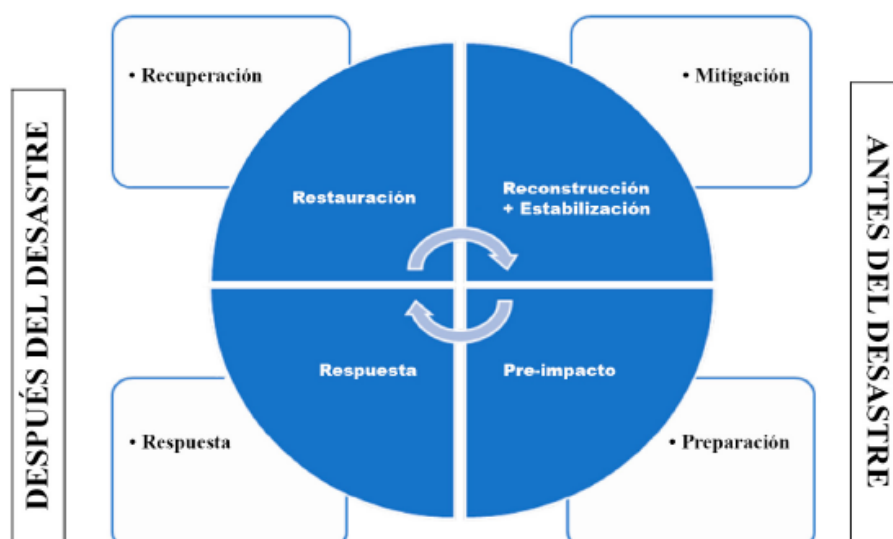 • Recuperación
• Mitigación
DESPUÉS DEL DESASTRE
ANTES DEL DESASTRE
Restauración
Reconstrucción
+ Estabilización
Respuesta
Pre-impacto
• Respuesta
• Preparación